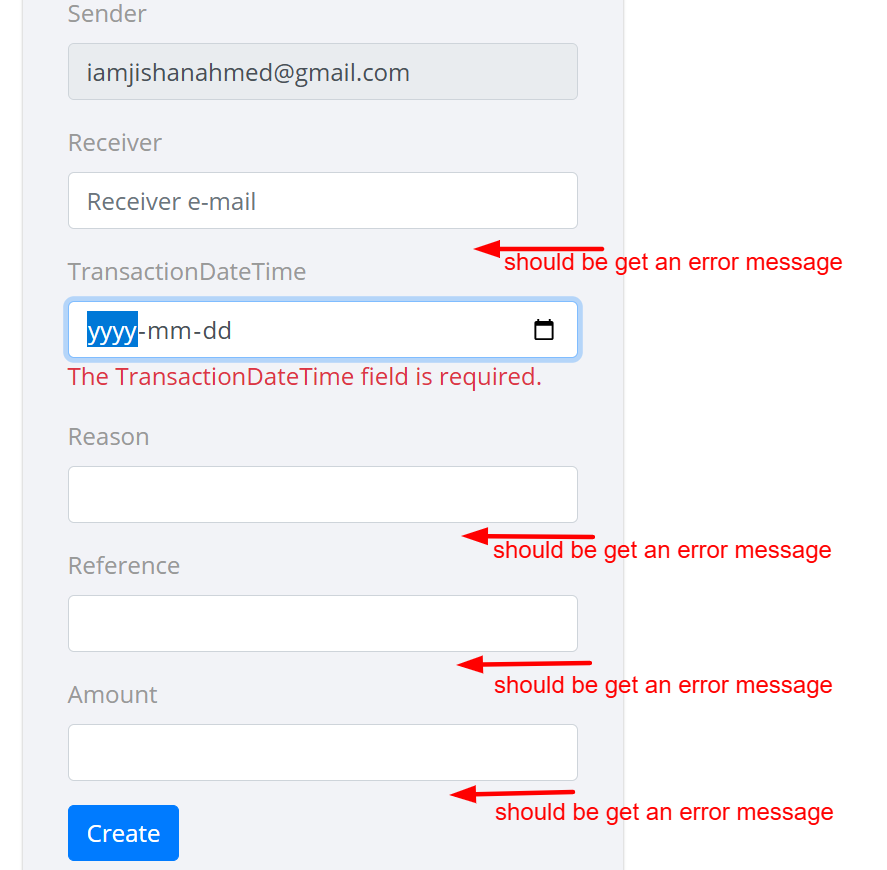 Sender
iamjishanahmed@gmail.com
Receiver
Receiver e-mail
should be get an error message
TransactionDateTime
yyyy-mm-dd
The TransactionDateTime field is required.
Reason
should be get an error message
Reference
should be get an error message
Amount
should be get an error message
Create